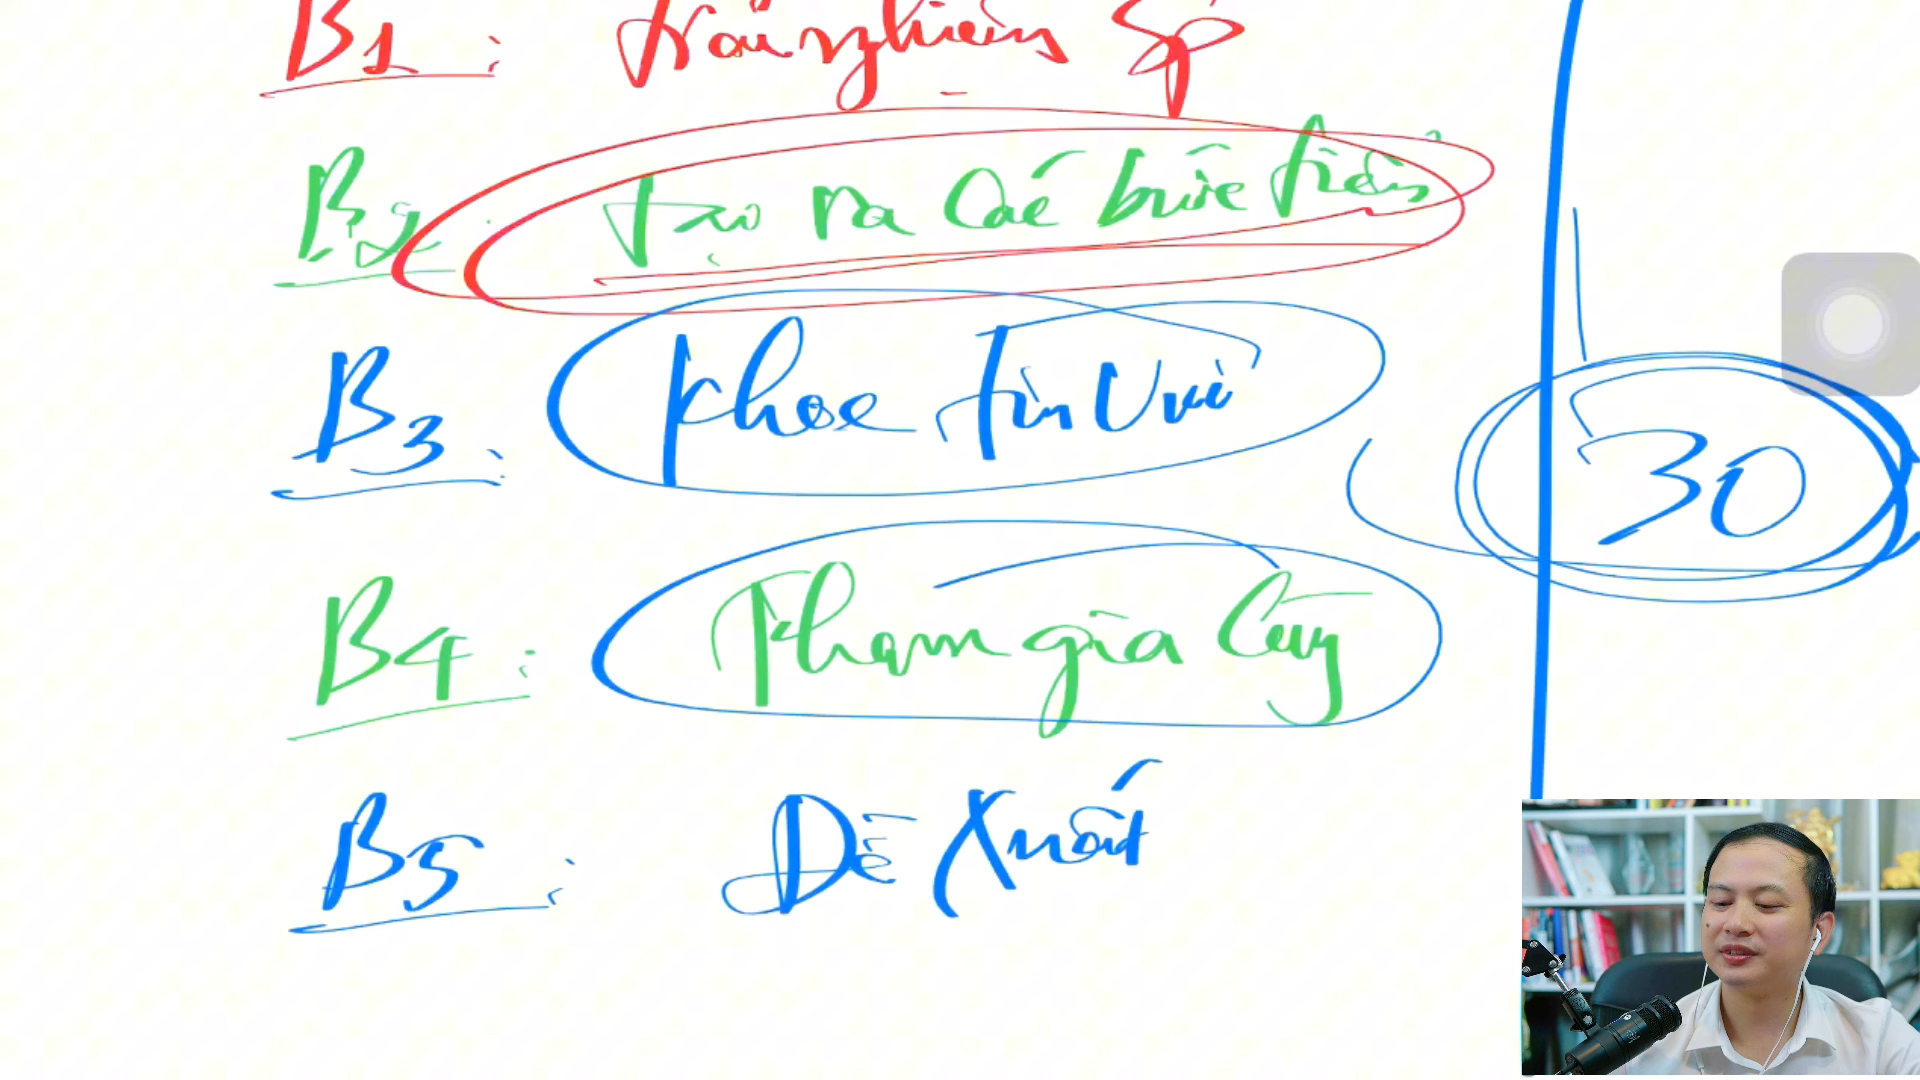 B1: trải nghiệm SP
B2: Tạo ra các bước tiến
B3: khoe tin vui
B4: Tham gia cùng
30
B5: Đề Xuất